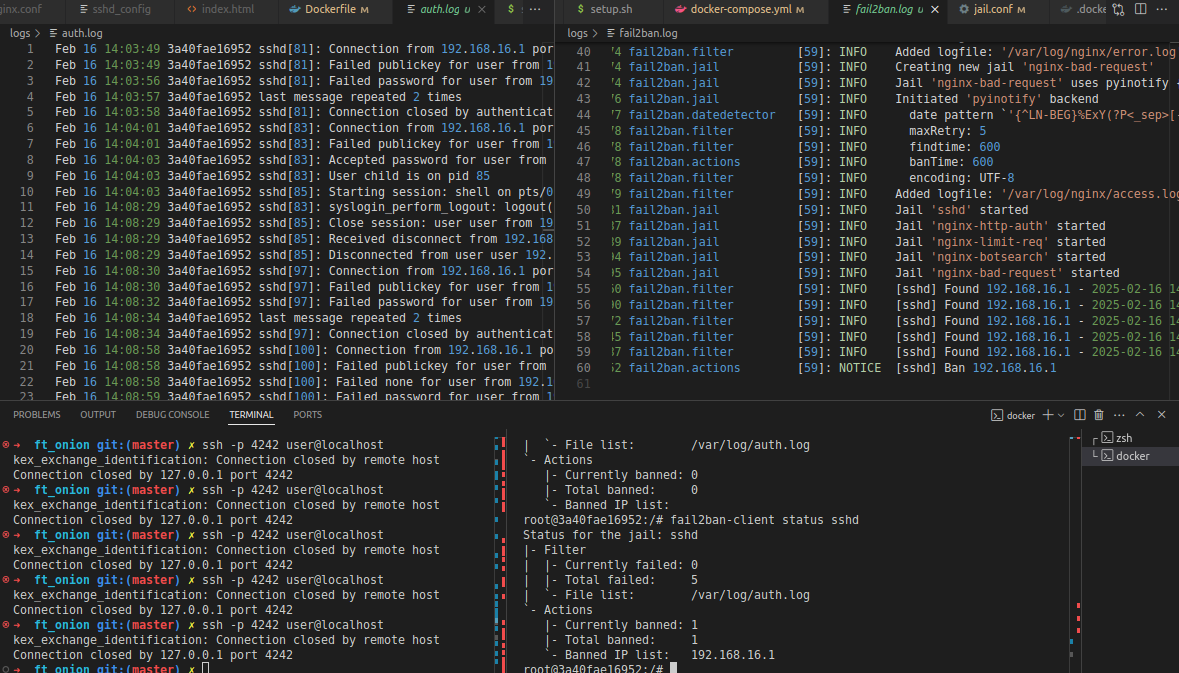 ginx.conf sshd_config <> index.html Dockerfile M auth.log U $ s ...
logs > auth.log
1 Feb 16 14:03:49 3a40fae16952 sshd[81]: Connection from 192.168.16.1 por
2 Feb 16 14:03:49 3a40fae16952 sshd[81]: Failed publickey for user from 1
3 Feb 16 14:03:56 3a40fae16952 sshd[81]: Failed password for user from 19
4 Feb 16 14:03:57 3a40fae16952 last message repeated 2 times
5 Feb 16 14:03:58 3a40fae16952 sshd[81]: Connection closed by authenticat
6 Feb 16 14:04:01 3a40fae16952 sshd[83]: Connection from 192.168.16.1 por
7 Feb 16 14:04:01 3a40fae16952 sshd[83]: Failed publickey for user from 1
8 Feb 16 14:04:03 3a40fae16952 sshd[83]: Accepted password for user from
9 Feb 16 14:04:03 3a40fae16952 sshd[83]: User child is on pid 85
10 Feb 16 14:04:03 3a40fae16952 sshd[85]: Starting session: shell on pts/0
11 Feb 16 14:08:29 3a40fae16952 sshd[83]: syslogin_perform_logout: logout(
12 Feb 16 14:08:29 3a40fae16952 sshd[85]: Close session: user user from 19
13 Feb 16 14:08:29 3a40fae16952 sshd[85]: Received disconnect from 192.168
14 Feb 16 14:08:29 3a40fae16952 sshd[85]: Disconnected from user user 192.
15 Feb 16 14:08:30 3a40fae16952 sshd[97]: Connection from 192.168.16.1 por
16 Feb 16 14:08:30 3a40fae16952 sshd[97]: Failed publickey for user from 1
17 Feb 16 14:08:32 3a40fae16952 sshd[97]: Failed password for user from 19
18 Feb 16 14:08:34 3a40fae16952 last message repeated 2 times
19 Feb 16 14:08:34 3a40fae16952 sshd[97]: Connection closed by authenticat
20 Feb 16 14:08:58 3a40fae16952 sshd[100]: Connection from 192.168.16.1 po
21 Feb 16 14:08:58 3a40fae16952 sshd[100]: Failed publickey for user from
22 Feb 16 14:08:58 3a40fae16952 sshd[100]: Failed none for user from 192.1
23 Feb 16 14:08:59 3a40fae16952 sshd[100]: Failed password for user from 1
$ setup.sh docker-compose.yml M fail2ban.log U jail.conf M .docke ...
logs > fail2ban.log
40 74 fail2ban.filter [59]: INFO Added logfile: '/var/log/nginx/error.log
41 74 fail2ban.jail [59]: INFO Creating new jail 'nginx-bad-request'
42 74 fail2ban.jail [59]: INFO Jail 'nginx-bad-request' uses pyinotify
43 76 fail2ban.jail [59]: INFO Initiated 'pyinotify' backend
44 77 fail2ban.datedetector [59]: INFO date pattern `'{^LN-BEG}%ExY(?P<_sep>[-
45 78 fail2ban.filter [59]: INFO maxRetry: 5
46 78 fail2ban.filter [59]: INFO findtime: 600
47 78 fail2ban.actions [59]: INFO banTime: 600
48 78 fail2ban.filter [59]: INFO encoding: UTF-8
49 79 fail2ban.filter [59]: INFO Added logfile: '/var/log/nginx/access.log
50 31 fail2ban.jail [59]: INFO Jail 'sshd' started
51 37 fail2ban.jail [59]: INFO Jail 'nginx-http-auth' started
52 39 fail2ban.jail [59]: INFO Jail 'nginx-limit-req' started
53 94 fail2ban.jail [59]: INFO Jail 'nginx-botsearch' started
54 95 fail2ban.jail [59]: INFO Jail 'nginx-bad-request' started
55 50 fail2ban.filter [59]: INFO [sshd] Found 192.168.16.1 - 2025-02-16 14
56 90 fail2ban.filter [59]: INFO [sshd] Found 192.168.16.1 - 2025-02-16 14
57 72 fail2ban.filter [59]: INFO [sshd] Found 192.168.16.1 - 2025-02-16 14
58 45 fail2ban.filter [59]: INFO [sshd] Found 192.168.16.1 - 2025-02-16 14
59 37 fail2ban.filter [59]: INFO [sshd] Found 192.168.16.1 - 2025-02-16 14
60 52 fail2ban.actions [59]: NOTICE [sshd] Ban 192.168.16.1
61
PROBLEMS OUTPUT DEBUG CONSOLE TERMINAL PORTS docker
→ ft_onion git:(master) ✗ ssh -p 4242 user@localhost
kex_exchange_identification: Connection closed by remote host
Connection closed by 127.0.0.1 port 4242
→ ft_onion git:(master) ✗ ssh -p 4242 user@localhost
kex_exchange_identification: Connection closed by remote host
Connection closed by 127.0.0.1 port 4242
→ ft_onion git:(master) ✗ ssh -p 4242 user@localhost
kex_exchange_identification: Connection closed by remote host
Connection closed by 127.0.0.1 port 4242
→ ft_onion git:(master) ✗ ssh -p 4242 user@localhost
kex_exchange_identification: Connection closed by remote host
Connection closed by 127.0.0.1 port 4242
→ ft_onion git:(master) ✗ ssh -p 4242 user@localhost
kex_exchange_identification: Connection closed by remote host
Connection closed by 127.0.0.1 port 4242
→ ft_onion git:(master) ✗
| `- File list: /var/log/auth.log
`- Actions
|- Currently banned: 0
|- Total banned: 0
`- Banned IP list:
root@3a40fae16952:/# fail2ban-client status sshd
Status for the jail: sshd
|- Filter
| |- Currently failed: 0
| |- Total failed: 5
| `- File list: /var/log/auth.log
`- Actions
|- Currently banned: 1
|- Total banned: 1
`- Banned IP list: 192.168.16.1
root@3a40fae16952:/#
zsh
docker